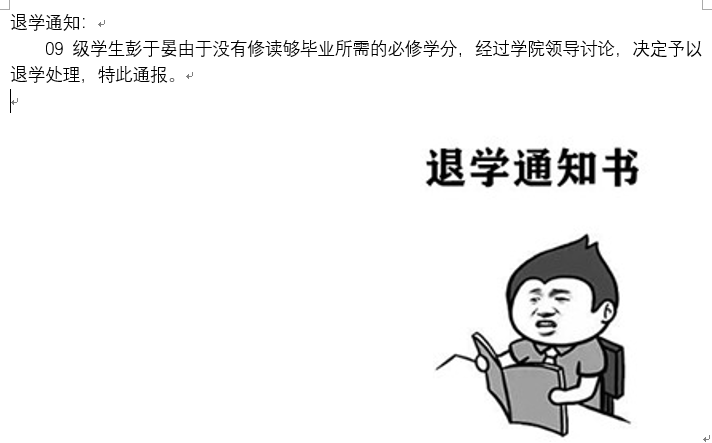 退学通知：
09 级学生彭于晏由于没有修读够毕业所需的必修学分，经过学院领导讨论，决定予以
退学处理，特此通报。
退学通知书